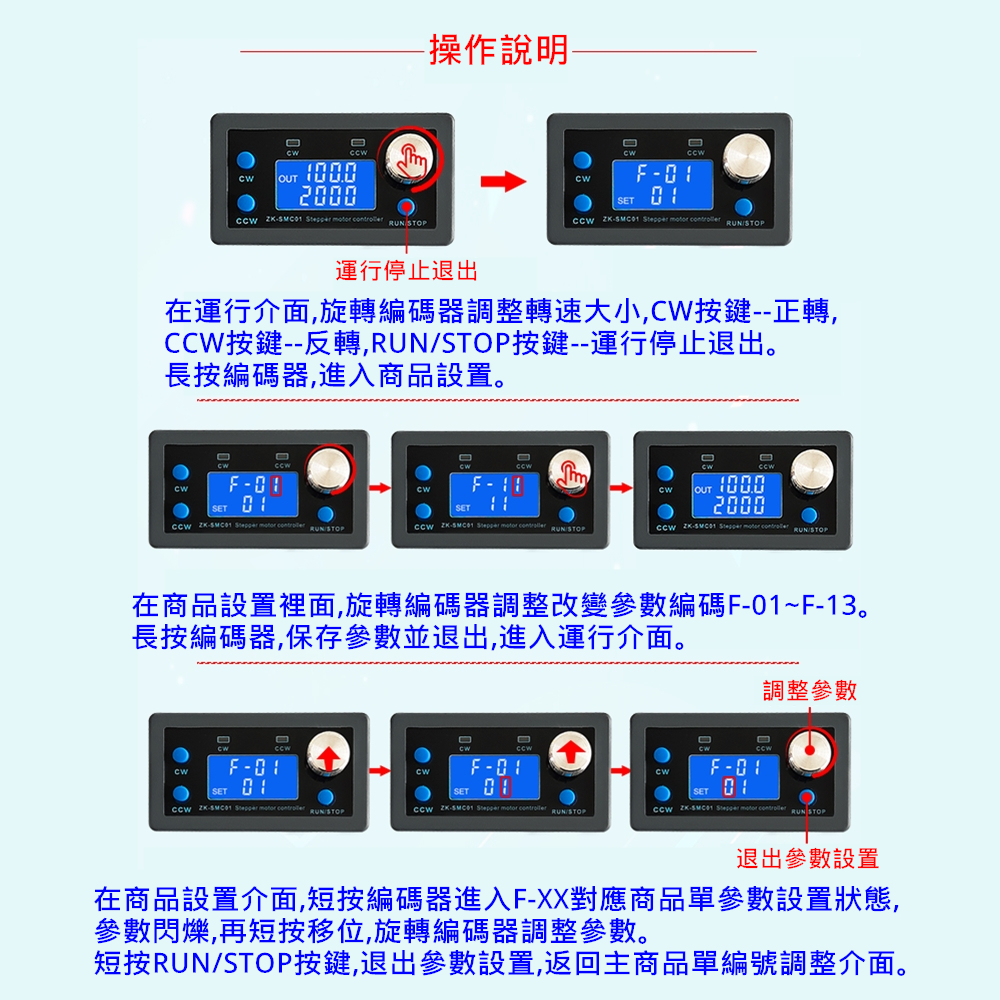 操作說明
CW CCW
CW OUT 100.0
2000
CCW ZK-SMC01 Stepper motor controller RUN/STOP
CW CCW
CW F-01
SET 01
CCW ZK-SMC01 Stepper motor controller RUN/STOP
運行停止退出
在運行介面,旋轉編碼器調整轉速大小,CW按鍵--正轉,
CCW按鍵--反轉,RUN/STOP按鍵--運行停止退出。
長按編碼器,進入商品設置。
CW CCW
CW F-01
SET 01
CCW ZK-SMC01 Stepper motor controller RUN/STOP
CW CCW
CW F-11
SET 11
CCW ZK-SMC01 Stepper motor controller RUN/STOP
CW CCW
CW OUT 100.0
2000
CCW ZK-SMC01 Stepper motor controller RUN/STOP
在商品設置裡面,旋轉編碼器調整改變參數編碼F-01~F-13。
長按編碼器,保存參數並退出,進入運行介面。
調整參數
CW CCW
CW F-01
SET 01
CCW ZK-SMC01 Stepper motor controller RUN/STOP
CW CCW
CW F-01
SET 01
CCW ZK-SMC01 Stepper motor controller RUN/STOP
CW CCW
CW F-01
SET 01
CCW ZK-SMC01 Stepper motor controller RUN/STOP
退出參數設置
在商品設置介面,短按編碼器進入F-XX對應商品單參數設置狀態,
參數閃爍,再短按移位,旋轉編碼器調整參數。
短按RUN/STOP按鍵,退出參數設置,返回主商品單編號調整介面。